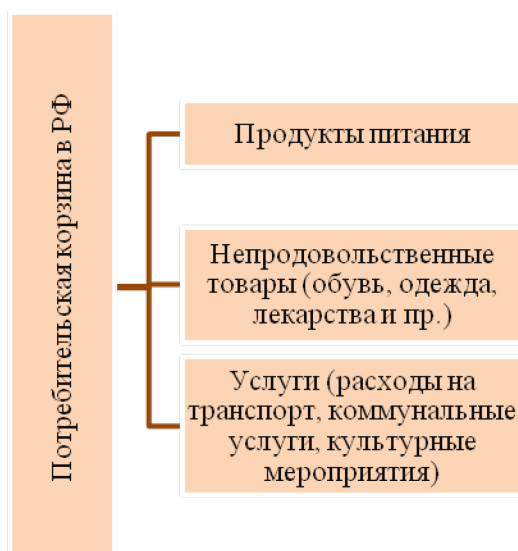 Потребительская корзина в РФ
Продукты питания
Непродовольственные
товары (обувь, одежда,
лекарства и пр.)
Услуги (расходы на
транспорт, коммунальные
услуги, культурные
мероприятия)